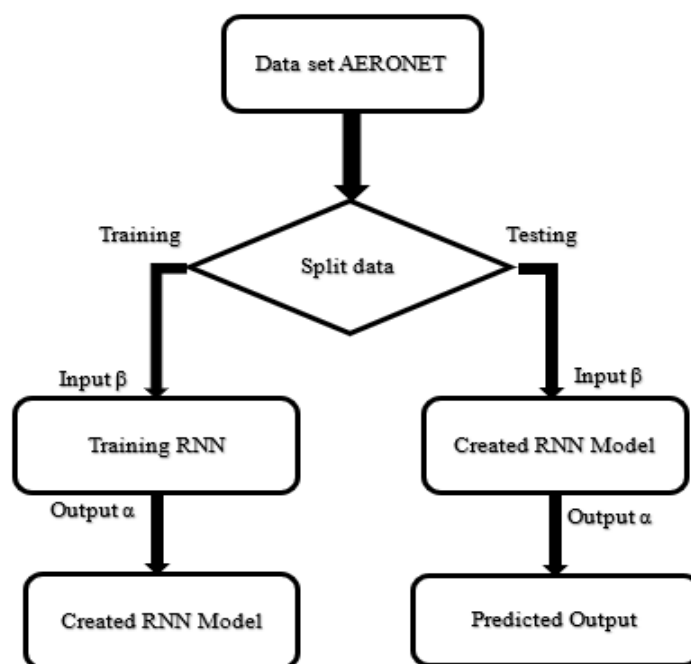 Data set AERONET
Training
Testing
Split data
Input β
Input β
Training RNN
Created RNN Model
Output α
Output α
Created RNN Model
Predicted Output